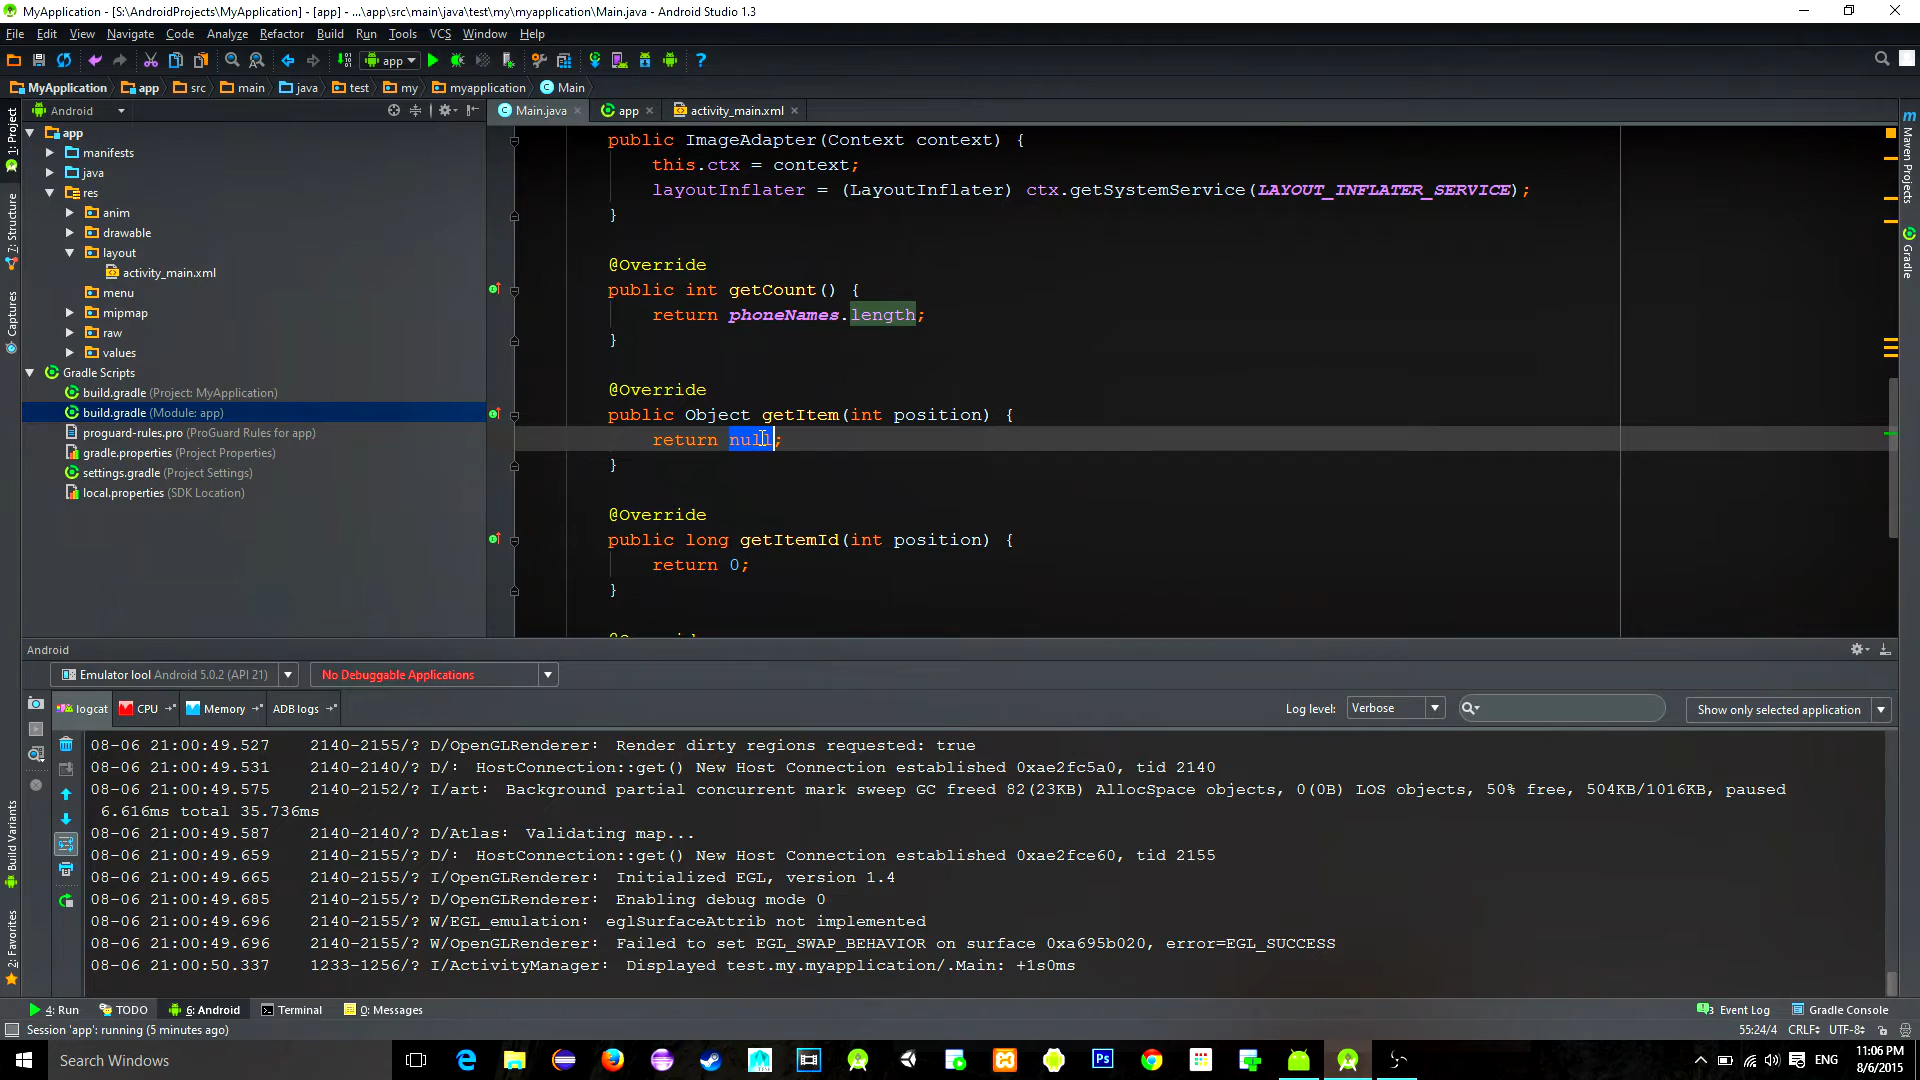 MyApplication - [S:\AndroidProjects\MyApplication] - [app] - ...\app\src\main\java\test\my\myapplication\Main.java - Android Studio 1.3
File Edit View Navigate Code Analyze Refactor Build Run Tools VCS Window Help
app
MyApplication app src main java test my myapplication Main
Android
Main.java app activity_main.xml
1: Project
7: Structure
Captures
Build Variants
2: Favorites
Maven Projects
Gradle
app
manifests
java
res
anim
drawable
layout
activity_main.xml
menu
mipmap
raw
values
Gradle Scripts
build.gradle (Project: MyApplication)
build.gradle (Module: app)
proguard-rules.pro (ProGuard Rules for app)
gradle.properties (Project Properties)
settings.gradle (Project Settings)
local.properties (SDK Location)
public ImageAdapter(Context context) {
this.ctx = context;
layoutInflater = (LayoutInflater) ctx.getSystemService(LAYOUT_INFLATER_SERVICE);
}
@Override
public int getCount() {
return phoneNames.length;
}
@Override
public Object getItem(int position) {
return null;
}
@Override
public long getItemId(int position) {
return 0;
}
Android
Emulator lool Android 5.0.2 (API 21) No Debuggable Applications
logcat CPU Memory ADB logs Log level: Verbose Show only selected application
08-06 21:00:49.527 2140-2155/? D/OpenGLRenderer: Render dirty regions requested: true
08-06 21:00:49.531 2140-2140/? D/: HostConnection::get() New Host Connection established 0xae2fc5a0, tid 2140
08-06 21:00:49.575 2140-2152/? I/art: Background partial concurrent mark sweep GC freed 82(23KB) AllocSpace objects, 0(0B) LOS objects, 50% free, 504KB/1016KB, paused
6.616ms total 35.736ms
08-06 21:00:49.587 2140-2140/? D/Atlas: Validating map...
08-06 21:00:49.659 2140-2155/? D/: HostConnection::get() New Host Connection established 0xae2fce60, tid 2155
08-06 21:00:49.665 2140-2155/? I/OpenGLRenderer: Initialized EGL, version 1.4
08-06 21:00:49.685 2140-2155/? D/OpenGLRenderer: Enabling debug mode 0
08-06 21:00:49.696 2140-2155/? W/EGL_emulation: eglSurfaceAttrib not implemented
08-06 21:00:49.696 2140-2155/? W/OpenGLRenderer: Failed to set EGL_SWAP_BEHAVIOR on surface 0xa695b020, error=EGL_SUCCESS
08-06 21:00:50.337 1233-1256/? I/ActivityManager: Displayed test.my.myapplication/.Main: +1s0ms
4: Run TODO 6: Android Terminal 0: Messages Event Log Gradle Console
Session 'app': running (5 minutes ago) 55:24/4 CRLF UTF-8
Search Windows ENG 11:06 PM
8/6/2015